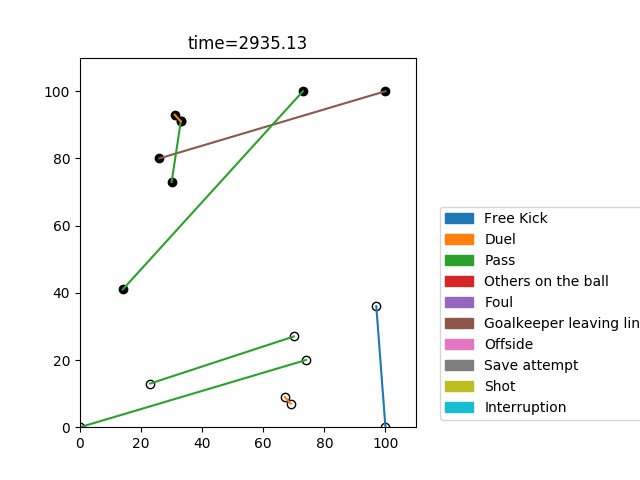 time=2935.13
100
80
60
40
20
0
0 20 40 60 80 100
Free Kick
Duel
Pass
Others on the ball
Foul
Goalkeeper leaving lin
Offside
Save attempt
Shot
Interruption